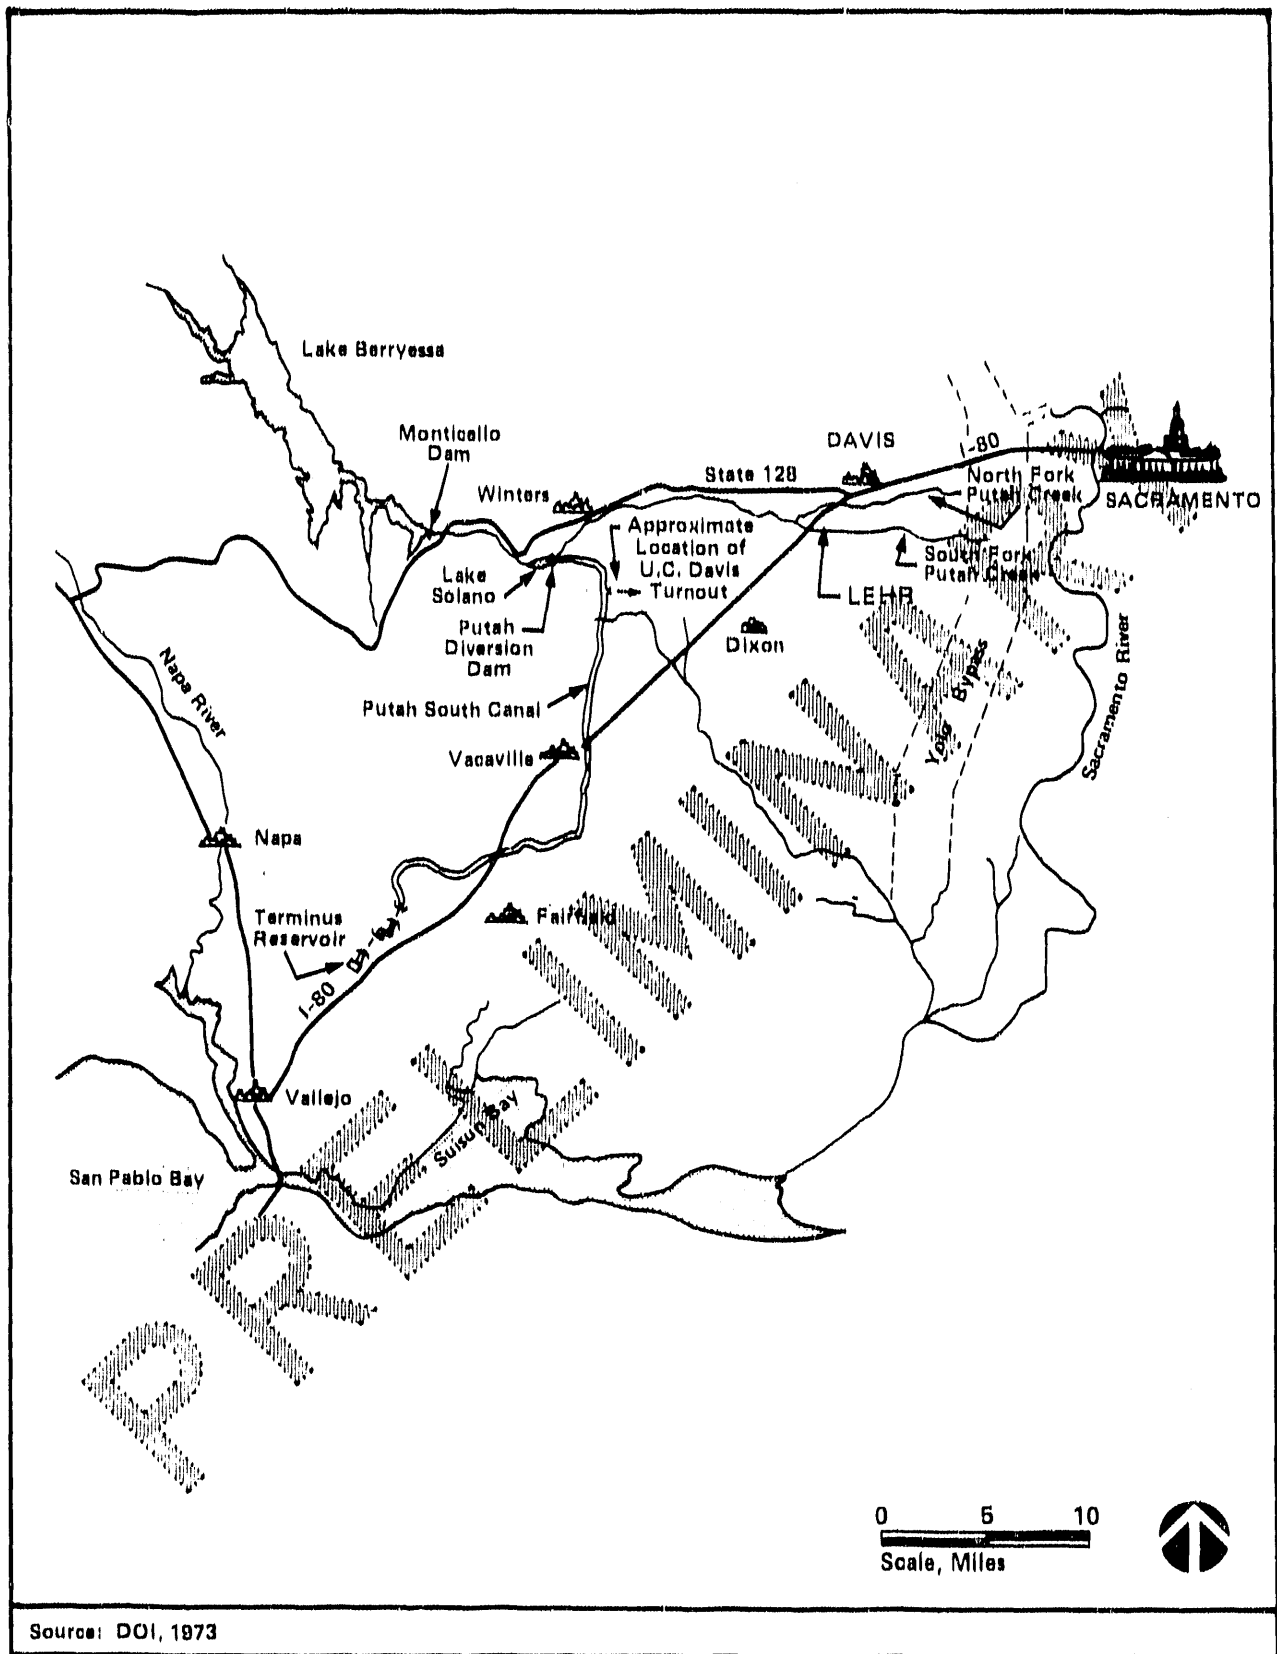 Lake Berryessa
Monticello
Dam
DAVIS
I-80
Winters
State 128
North Fork
Putah Creek
SACRAMENTO
Approximate
Location of
U.C. Davis
Turnout
South Fork
Putah Creek
Lake
Solano
LEHR
Putah
Diversion
Dam
Dixon
Napa River
Yolo Bypass
Sacramento River
Putah South Canal
Vacaville
Napa
Terminus
Reservoir
Fairfield
I-80
Vallejo
Suisun Bay
San Pablo Bay
PRELIMINARY
0 5 10
Scale, Miles
Source: DOI, 1973